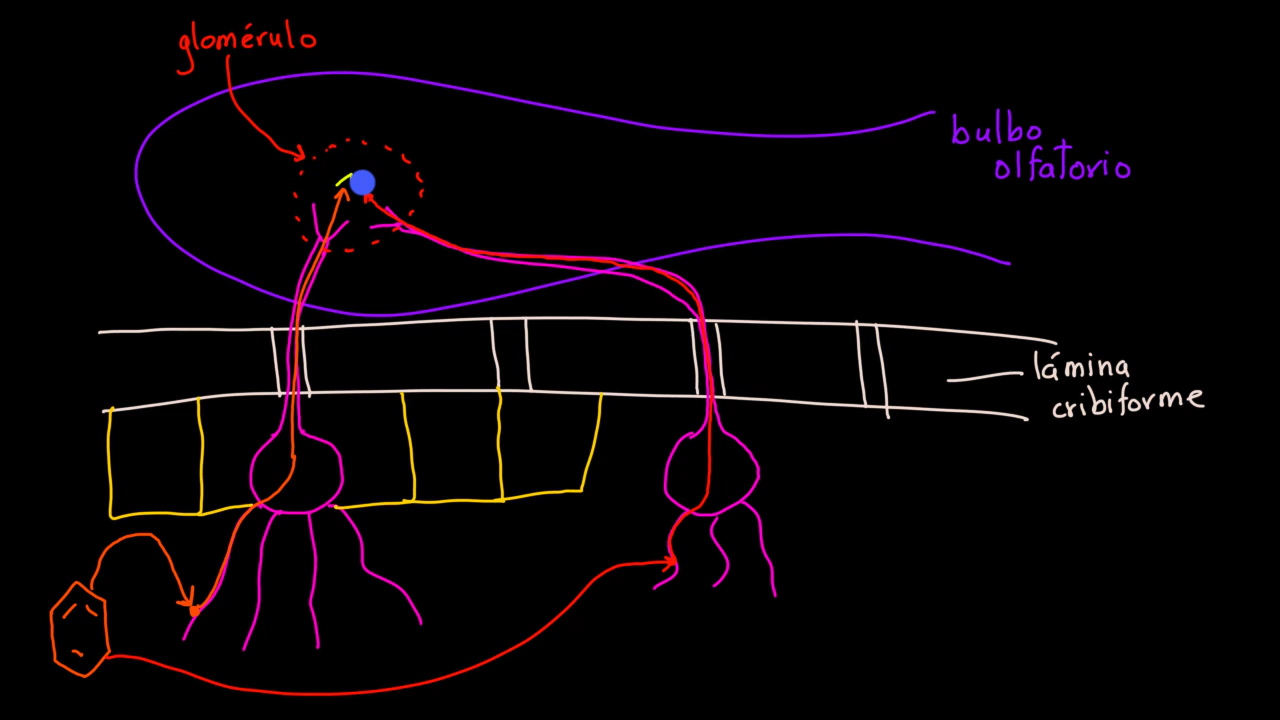 glomérulo
bulbo
olfatorio
lámina
cribiforme